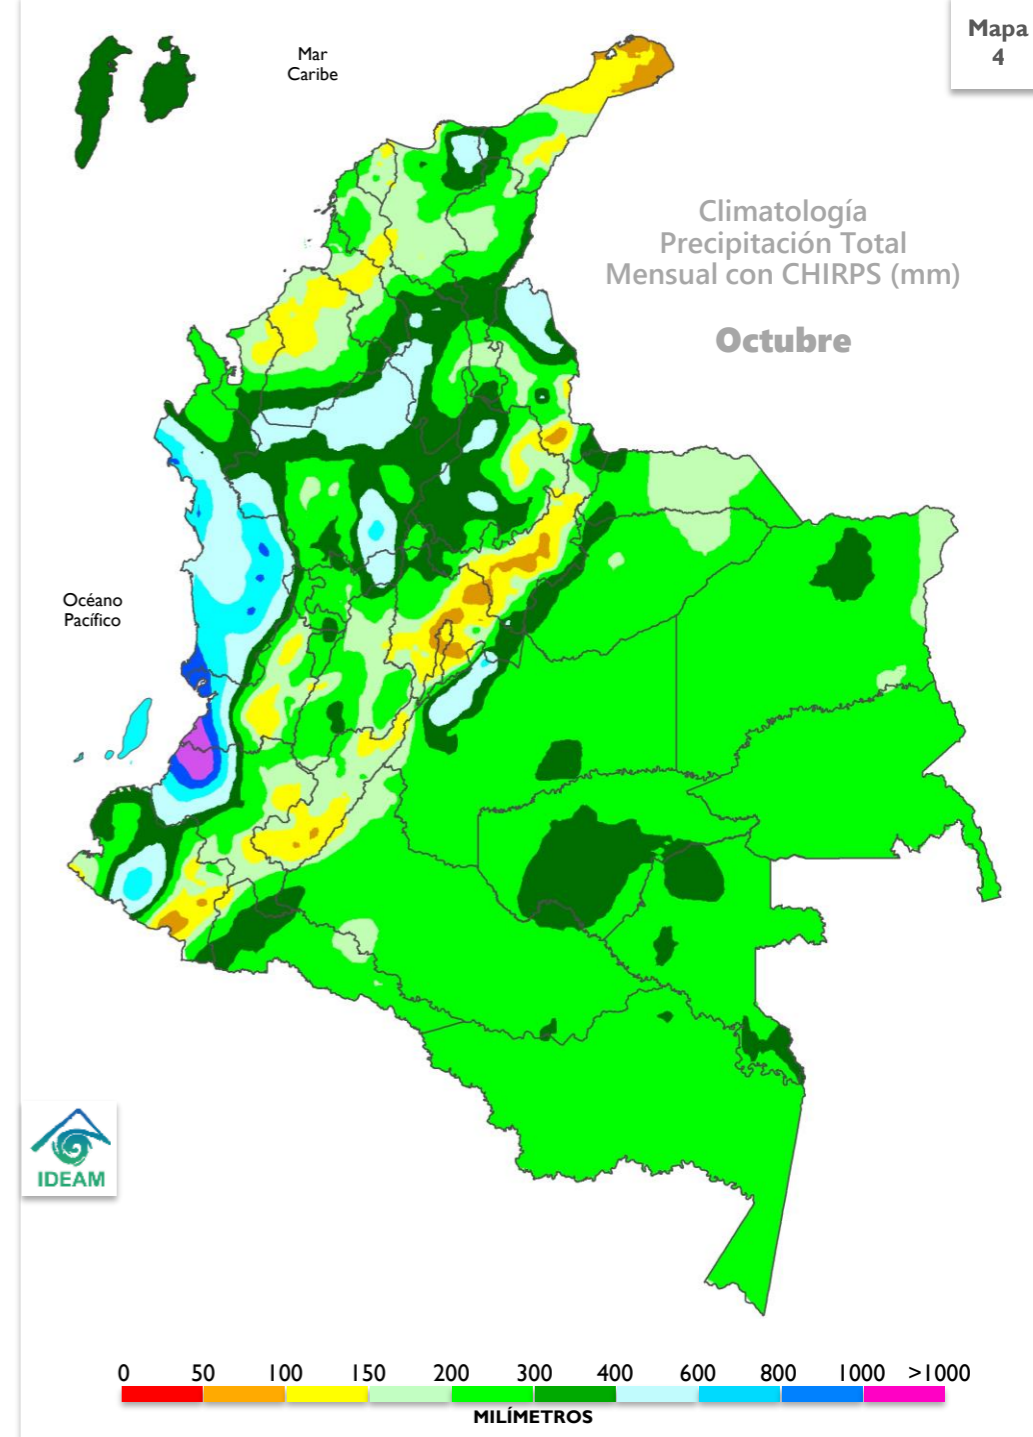 Mapa
4
Mar
Caribe
Climatología
Precipitación Total
Mensual con CHIRPS (mm)
Octubre
Océano
Pacífico
IDEAM
0 50 100 150 200 300 400 600 800 1000 >1000
MILÍMETROS